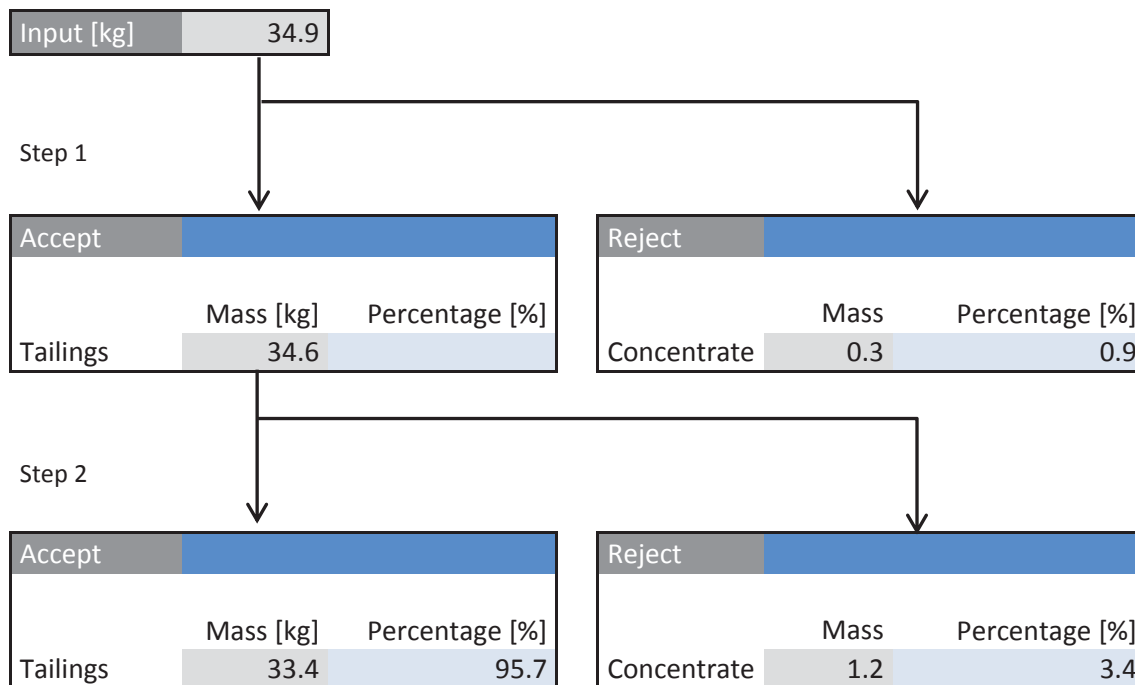 Input [kg] 34.9
Step 1
Accept Reject
Mass [kg] Percentage [%] Mass Percentage [%]
Tailings 34.6 Concentrate 0.3 0.9
Step 2
Accept Reject
Mass [kg] Percentage [%] Mass Percentage [%]
Tailings 33.4 95.7 Concentrate 1.2 3.4